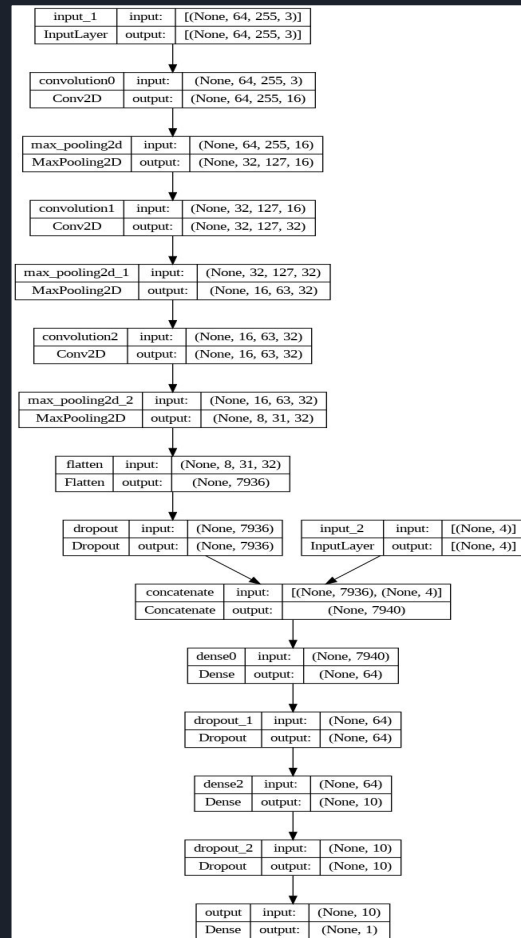 input_1 input: [(None, 64, 255, 3)]
InputLayer output: [(None, 64, 255, 3)]
convolution0 input: (None, 64, 255, 3)
Conv2D output: (None, 64, 255, 16)
max_pooling2d input: (None, 64, 255, 16)
MaxPooling2D output: (None, 32, 127, 16)
convolution1 input: (None, 32, 127, 16)
Conv2D output: (None, 32, 127, 32)
max_pooling2d_1 input: (None, 32, 127, 32)
MaxPooling2D output: (None, 16, 63, 32)
convolution2 input: (None, 16, 63, 32)
Conv2D output: (None, 16, 63, 32)
max_pooling2d_2 input: (None, 16, 63, 32)
MaxPooling2D output: (None, 8, 31, 32)
flatten input: (None, 8, 31, 32)
Flatten output: (None, 7936)
dropout input: (None, 7936)
Dropout output: (None, 7936)
input_2 input: [(None, 4)]
InputLayer output: [(None, 4)]
concatenate input: [(None, 7936), (None, 4)]
Concatenate output: (None, 7940)
dense0 input: (None, 7940)
Dense output: (None, 64)
dropout_1 input: (None, 64)
Dropout output: (None, 64)
dense2 input: (None, 64)
Dense output: (None, 10)
dropout_2 input: (None, 10)
Dropout output: (None, 10)
output input: (None, 10)
Dense output: (None, 1)